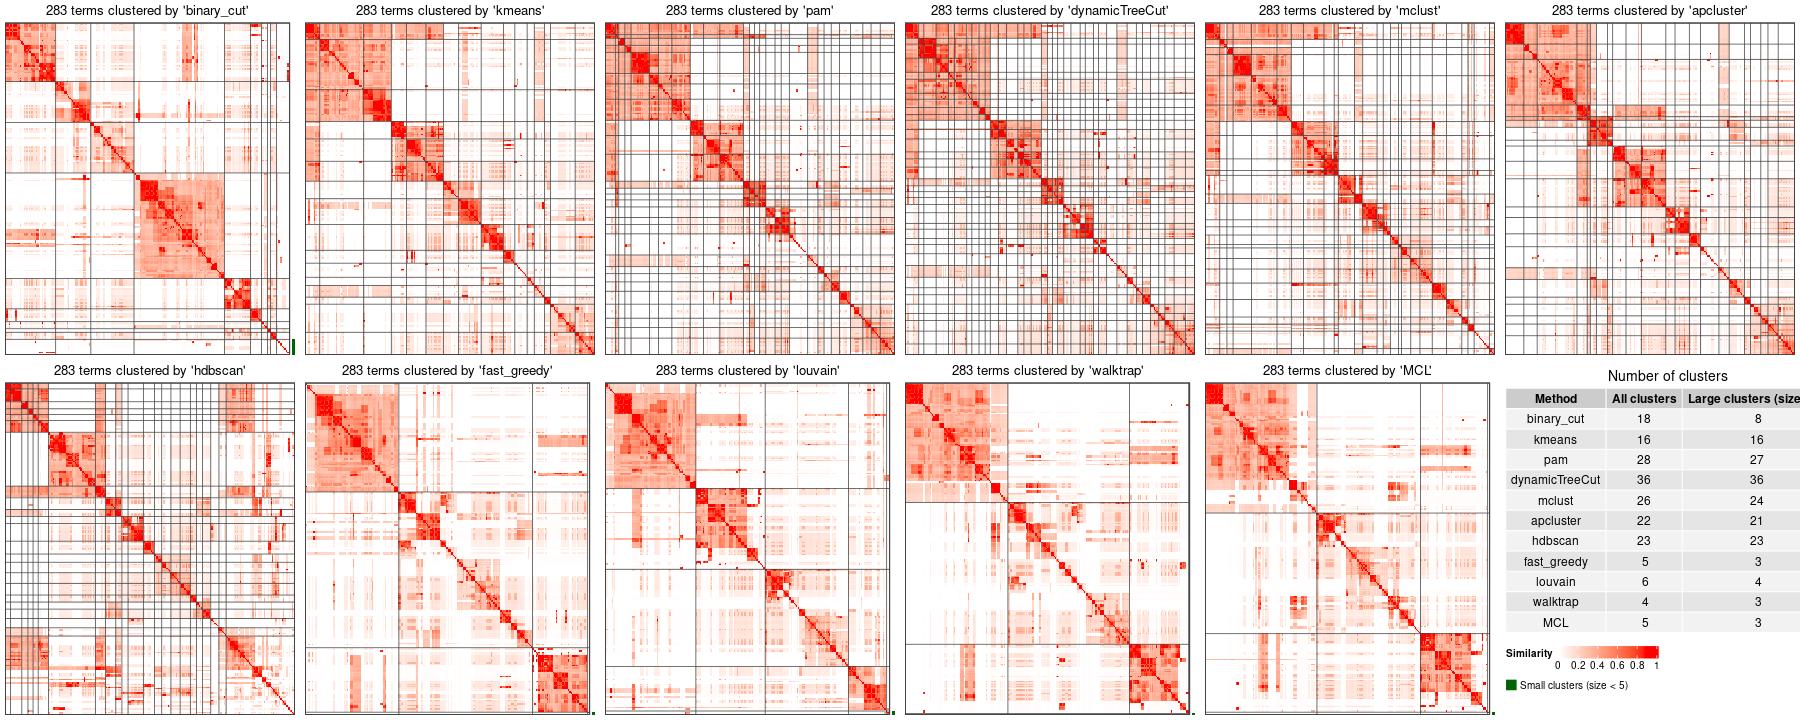 283 terms clustered by 'binary_cut'
283 terms clustered by 'kmeans'
283 terms clustered by 'pam'
283 terms clustered by 'dynamicTreeCut'
283 terms clustered by 'mclust'
283 terms clustered by 'apcluster'
283 terms clustered by 'hdbscan'
283 terms clustered by 'fast_greedy'
283 terms clustered by 'louvain'
283 terms clustered by 'walktrap'
283 terms clustered by 'MCL'
Number of clusters
Method All clusters Large clusters (size
binary_cut 18 8
kmeans 16 16
pam 28 27
dynamicTreeCut 36 36
mclust 26 24
apcluster 22 21
hdbscan 23 23
fast_greedy 5 3
louvain 6 4
walktrap 4 3
MCL 5 3
Similarity 0 0.2 0.4 0.6 0.8 1
Small clusters (size < 5)